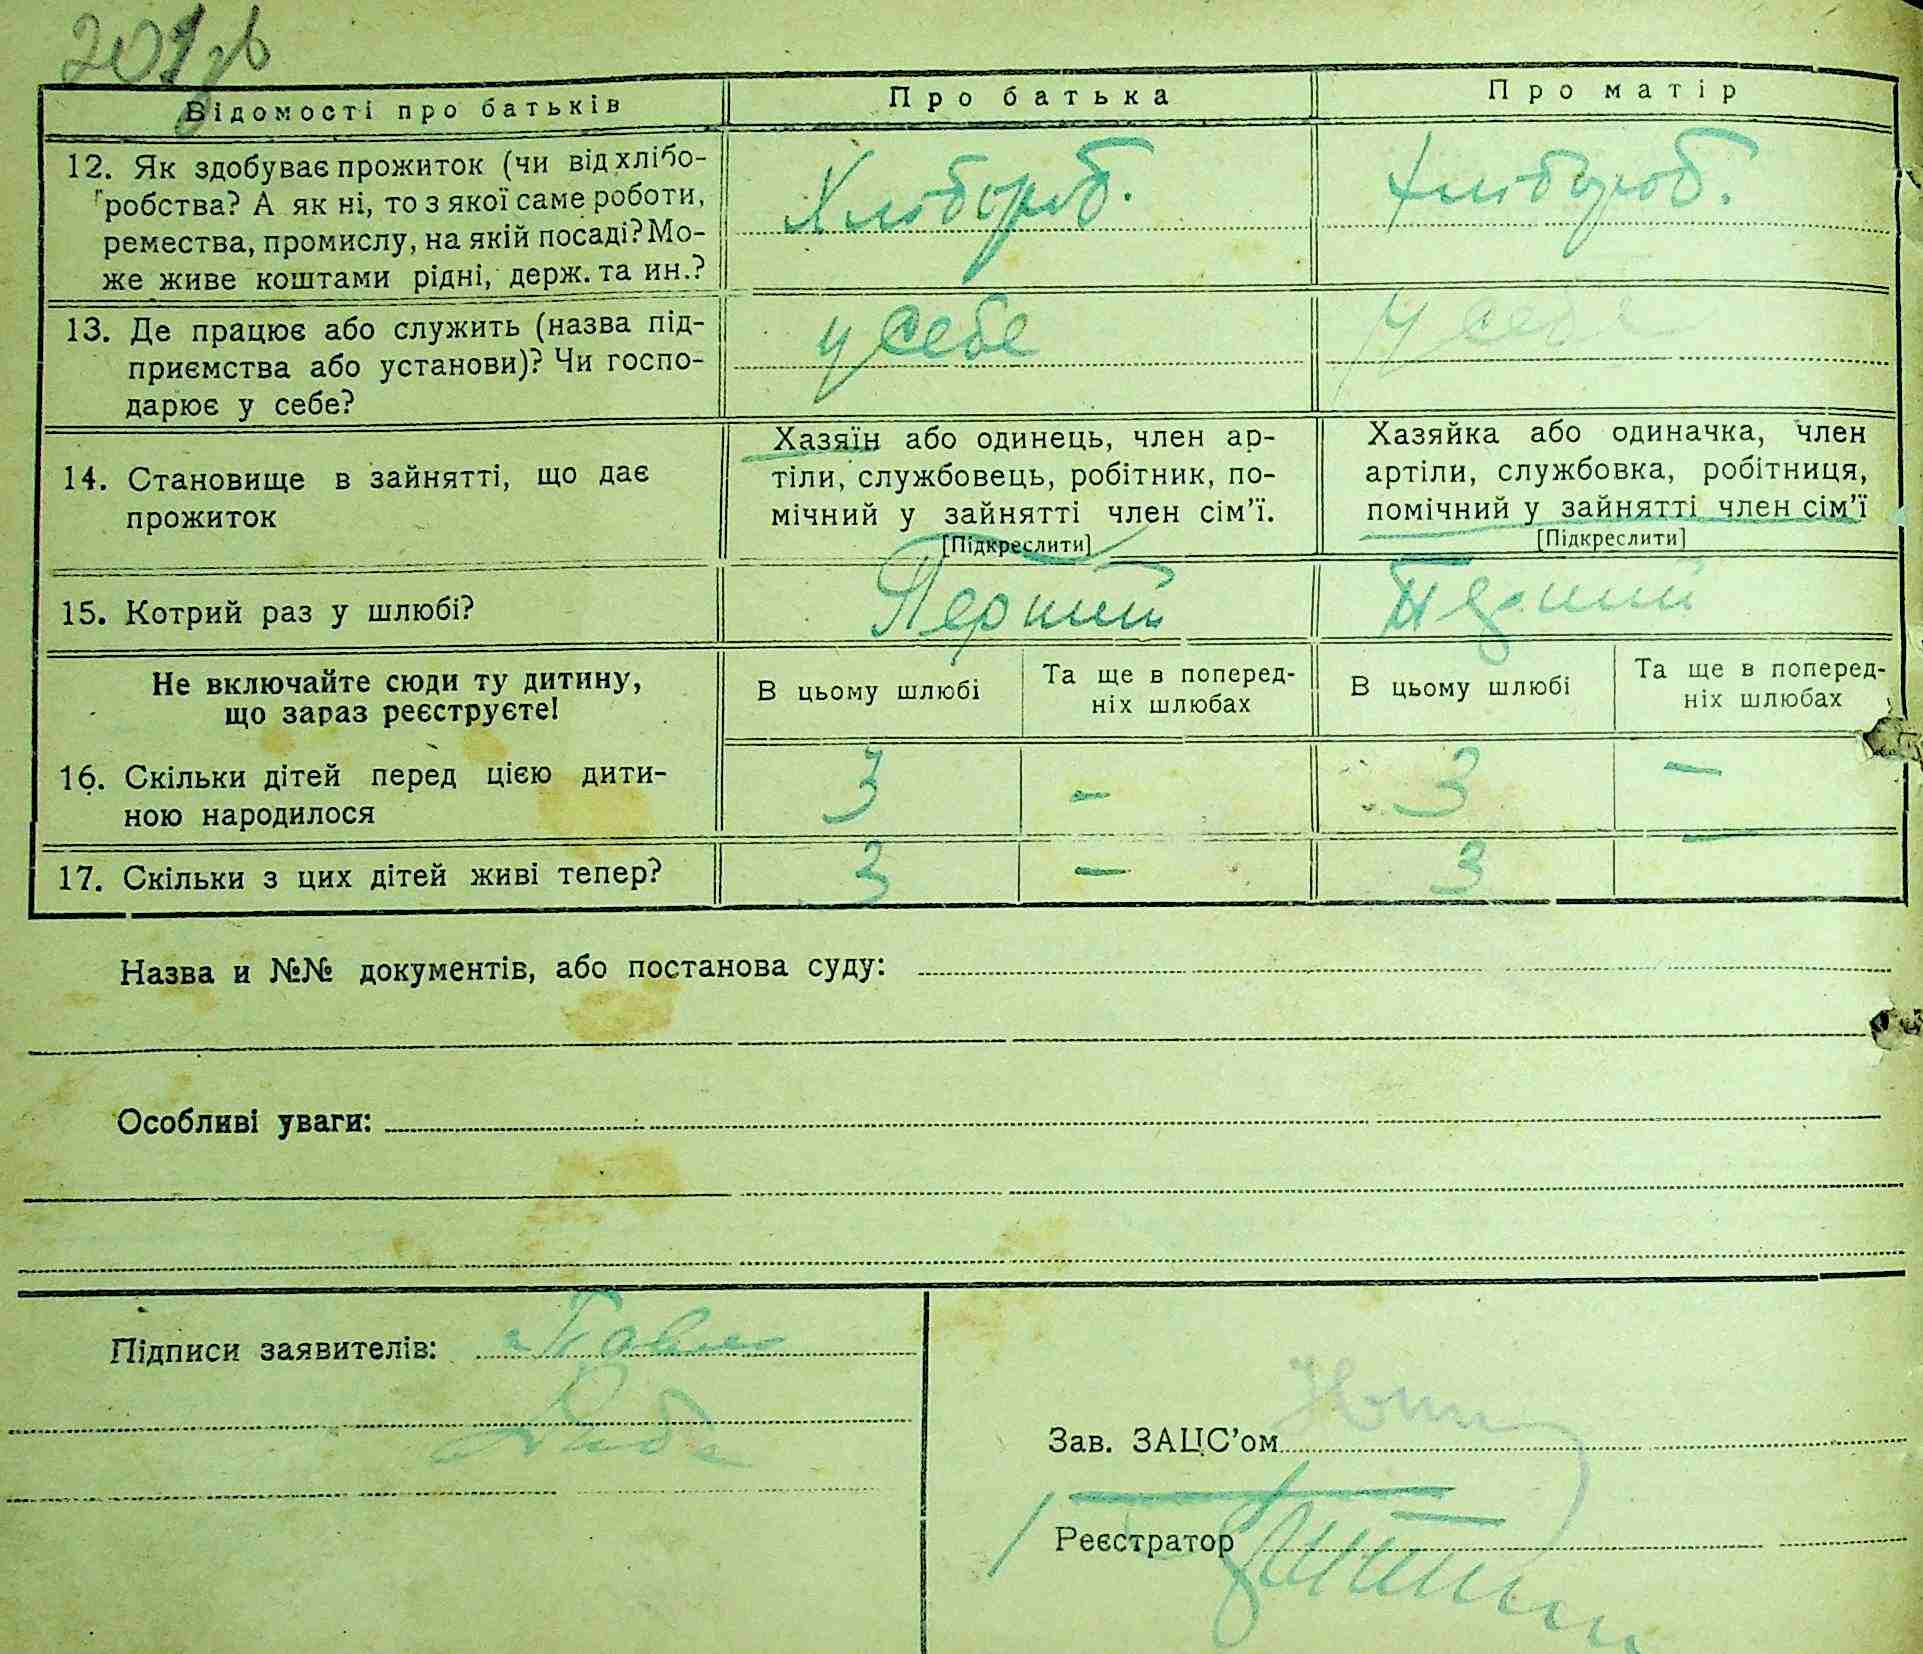 Відомості про батьків
Про батька
Про матір
12. Як здобуває прожиток (чи від хлібо-
робства? А як ні, то з якої саме роботи,
ремества, промислу, на якій посаді? Мо-
же живе коштами рідні, держ. та ин.?
Хлібороб.
Хлібороб.
13. Де працює або служить (назва під-
приємства або установи)? Чи госпо-
дарює у себе?
у себе
у себе
14. Становище в зайнятті, що дає
прожиток
Хазяїн або одинець, член ар-
тіли, службовець, робітник, по-
мічний у зайнятті член сім'ї.
[Підкреслити]
Хазяйка або одиначка, член
артіли, службовка, робітниця,
помічний у зайнятті член сім'ї
[Підкреслити]
15. Котрий раз у шлюбі?
Перший
Перший
Не включайте сюди ту дитину,
що зараз реєструєте!
В цьому шлюбі
Та ще в поперед-
ніх шлюбах
В цьому шлюбі
Та ще в поперед-
ніх шлюбах
16. Скільки дітей перед цією дити-
ною народилося
3
-
3
-
17. Скільки з цих дітей живі тепер?
3
-
3
-
Назва и №№ документів, або постанова суду:
Особливі уваги:
Підписи заявителів:
Зав. ЗАЦС'ом
Реєстратор